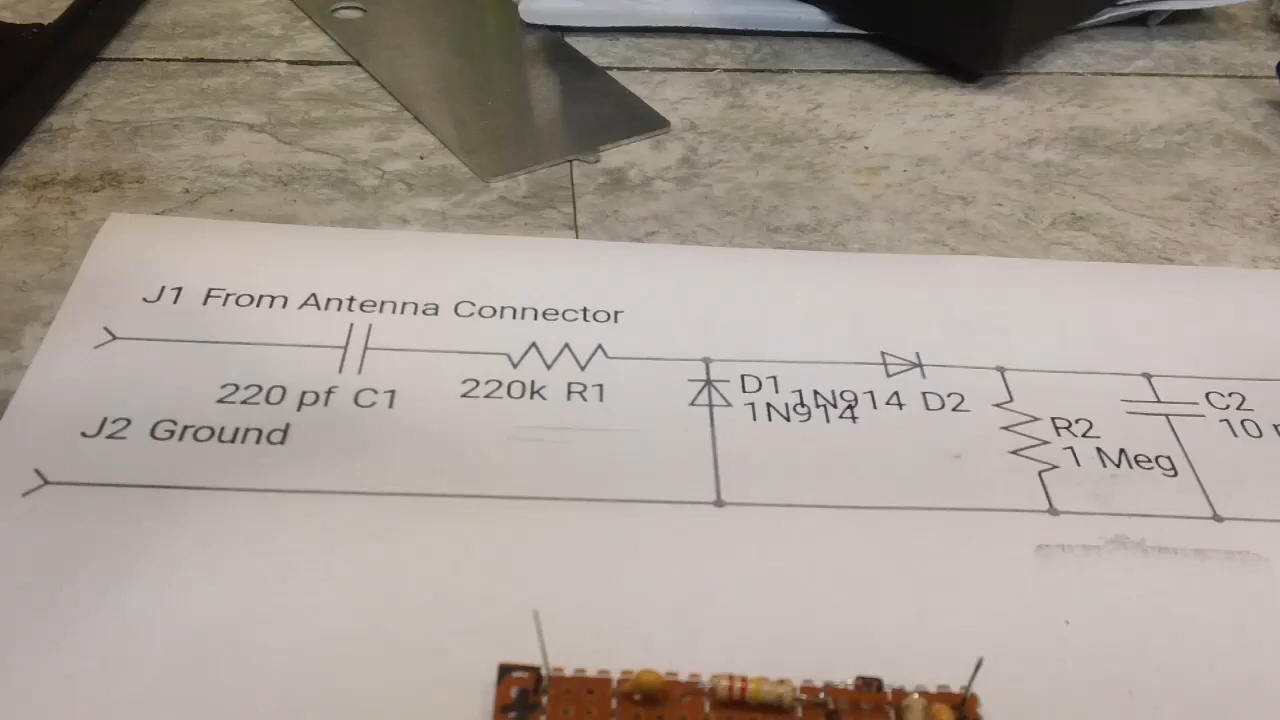 J1 From Antenna Connector
220 pf C1
220k R1
J2 Ground
D1
1N914
1N914 D2
R2
1 Meg
C2
10